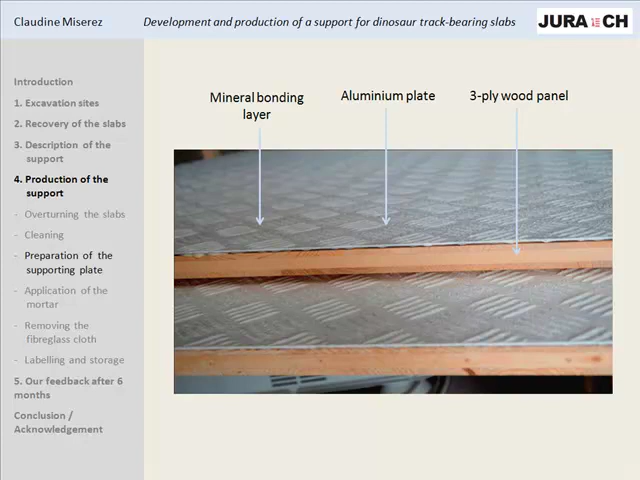 Claudine Miserez
Development and production of a support for dinosaur track-bearing slabs
JURA CH
Introduction
1. Excavation sites
2. Recovery of the slabs
3. Description of the
support
4. Production of the
support
- Overturning the slabs
- Cleaning
- Preparation of the
supporting plate
- Application of the
mortar
- Removing the
fibreglass cloth
- Labelling and storage
5. Our feedback after 6
months
Conclusion /
Acknowledgement
Mineral bonding
layer
Aluminium plate
3-ply wood panel